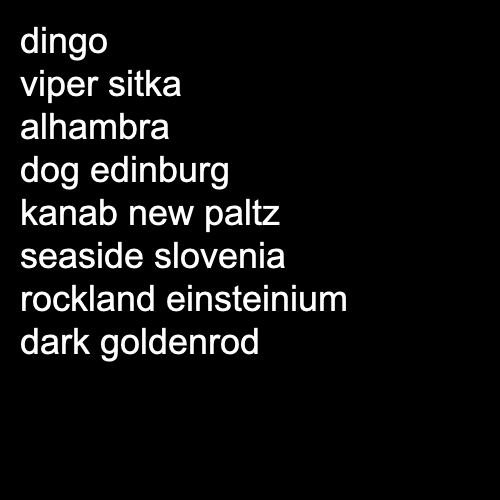 dingo
viper sitka
alhambra
dog edinburg
kanab new paltz
seaside slovenia
rockland einsteinium
dark goldenrod